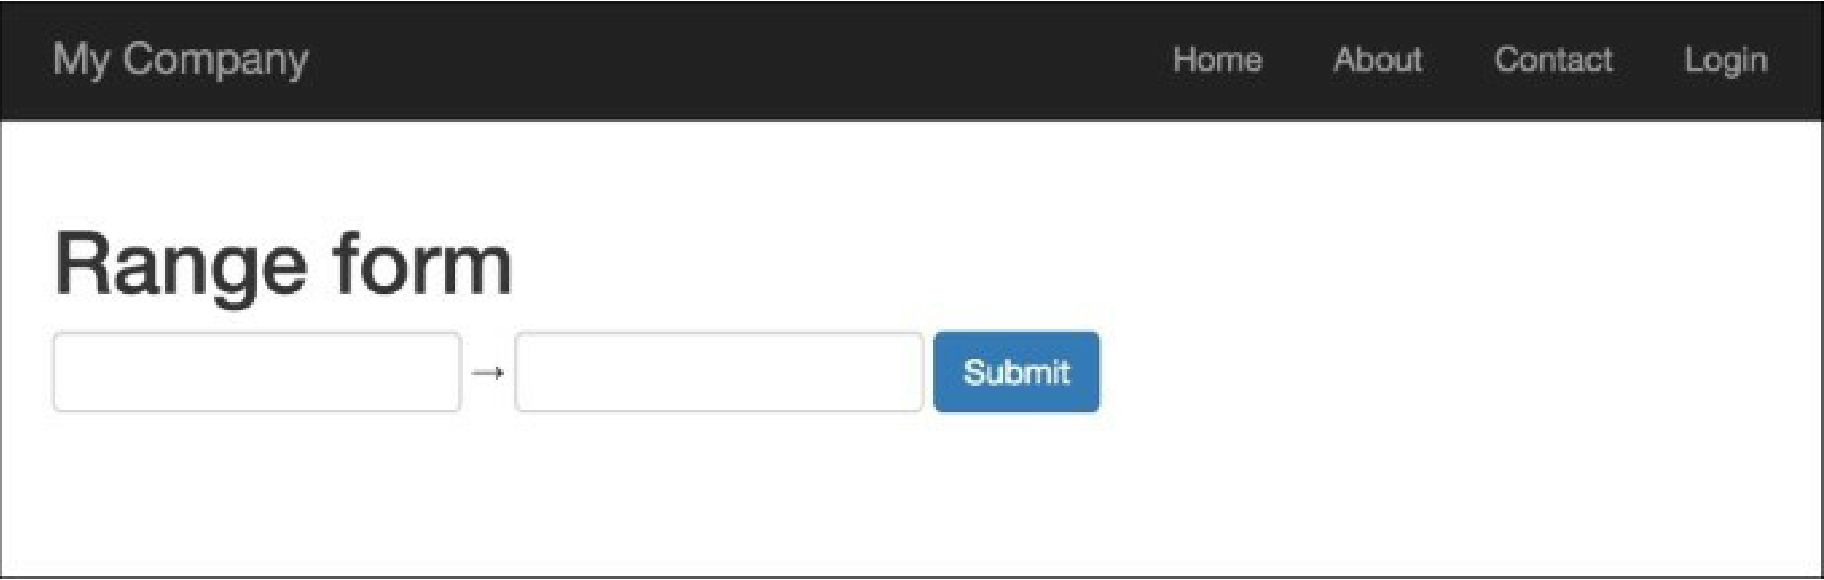 My Company Home About Contact Login
Range form
→ Submit